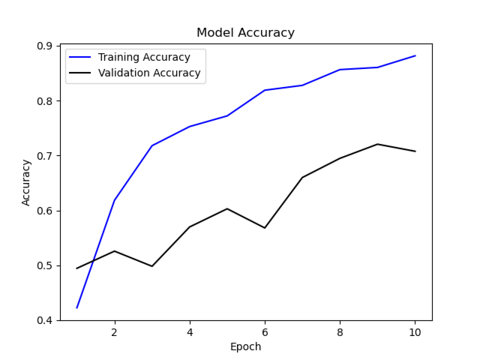 Model Accuracy
Training Accuracy
Validation Accuracy
Accuracy
0.9
0.8
0.7
0.6
0.5
0.4
2 4 6 8 10
Epoch